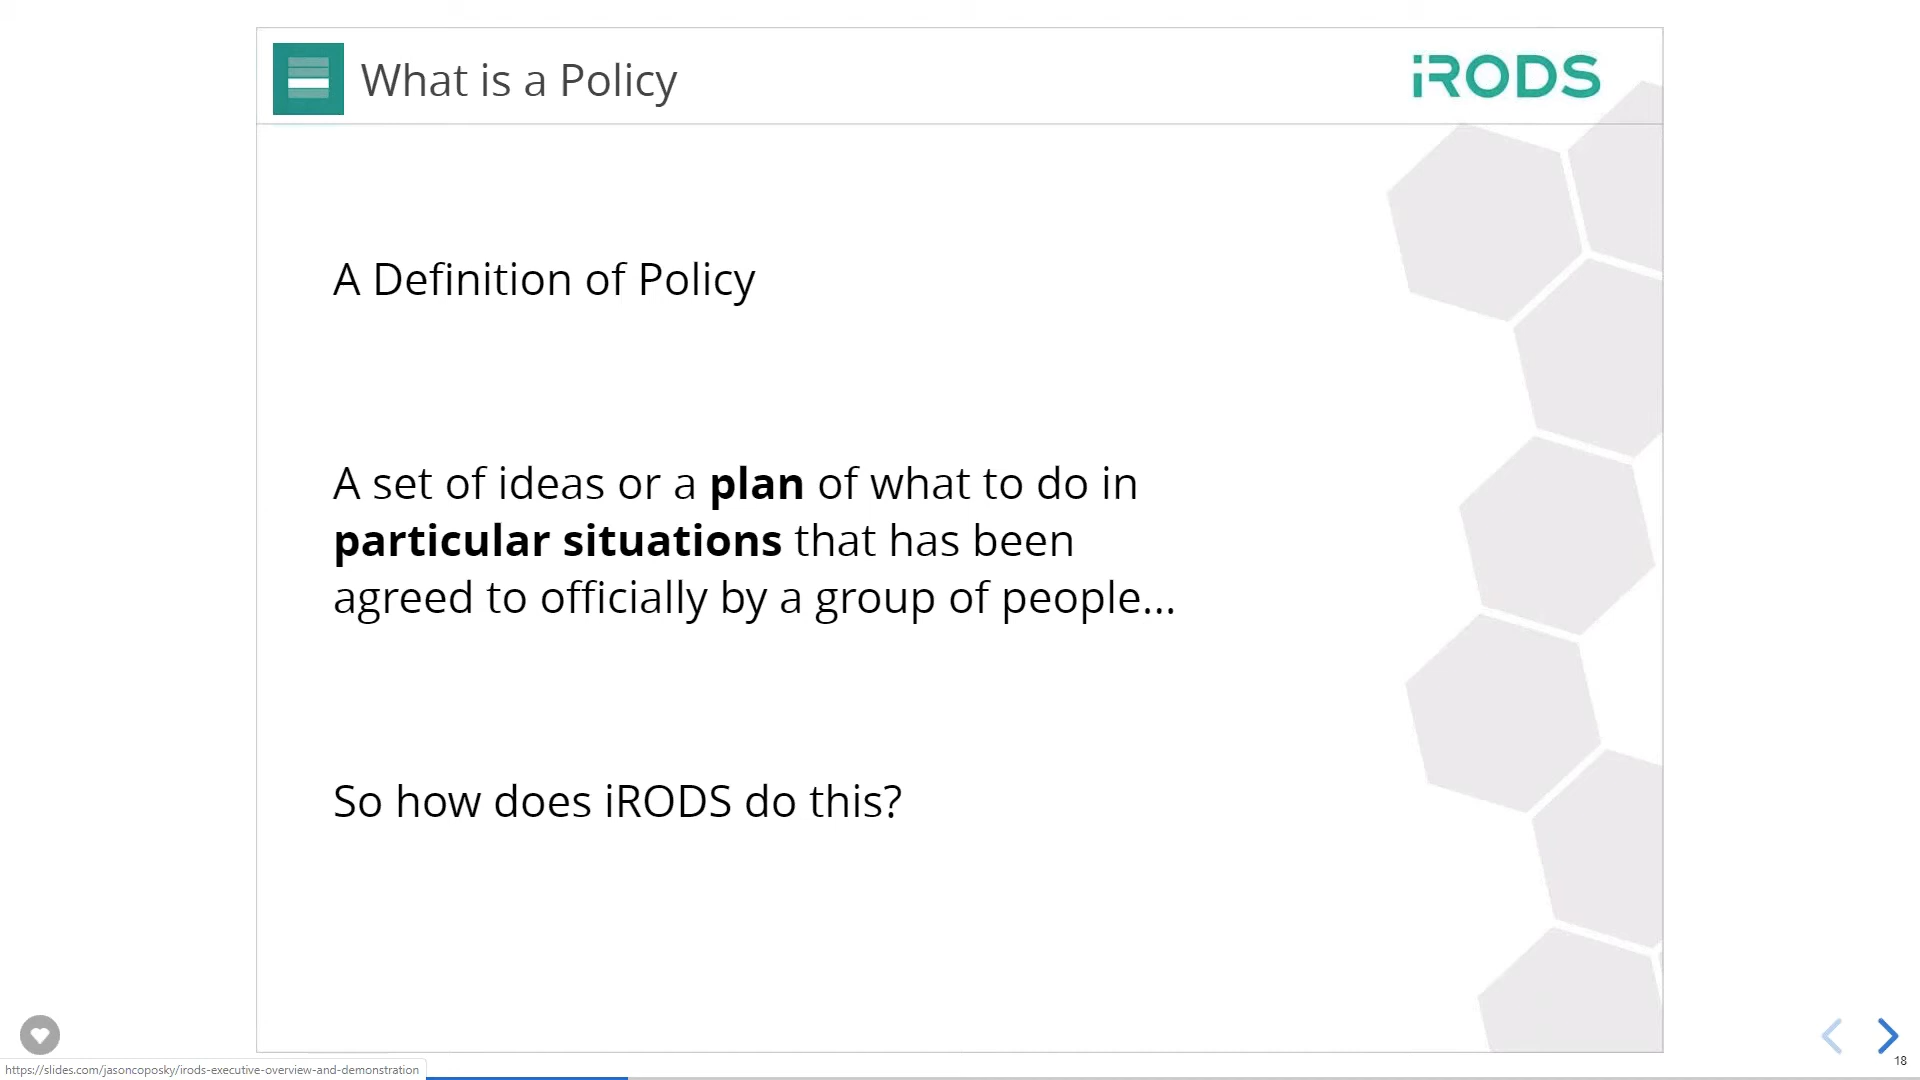 What is a Policy
iRODS
A Definition of Policy
A set of ideas or a plan of what to do in
particular situations that has been
agreed to officially by a group of people...
So how does iRODS do this?
18
https://slides.com/jasoncoposky/irods-executive-overview-and-demonstration